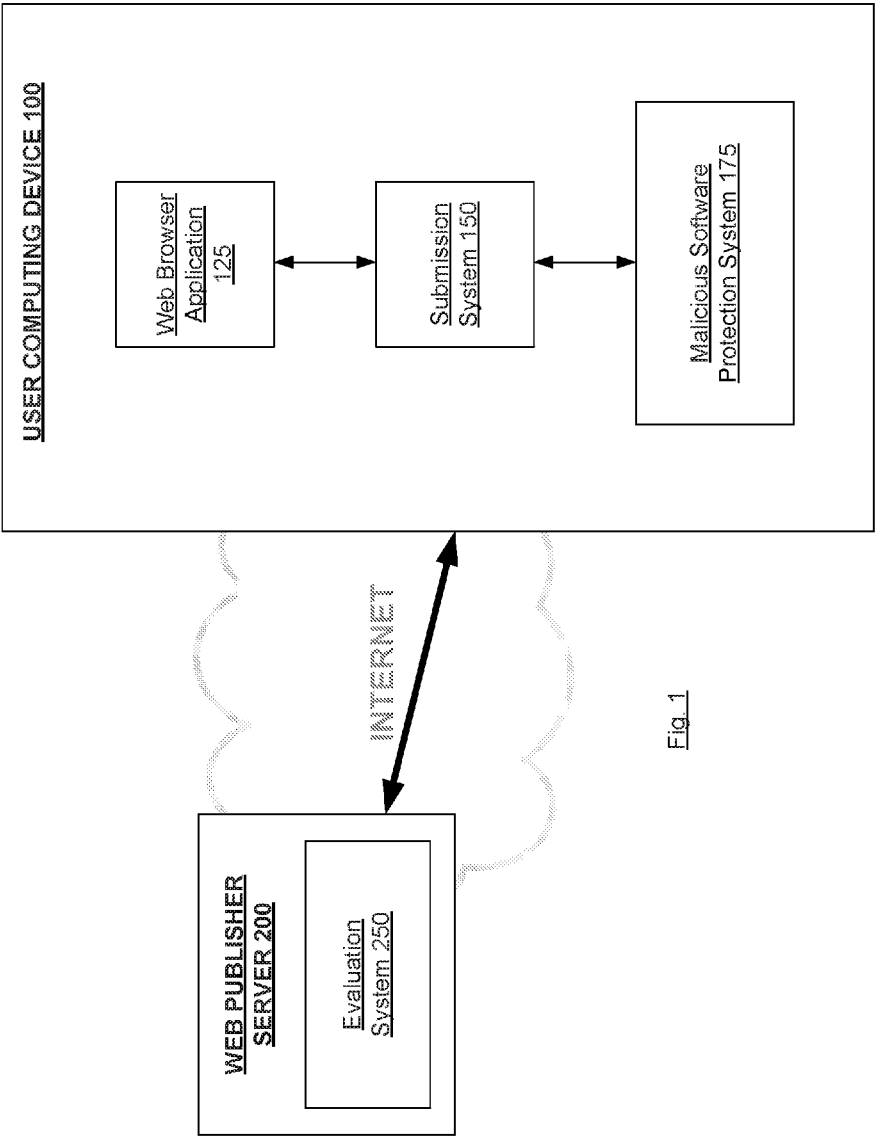 USER COMPUTING DEVICE 100
Web Browser
Application
125
Submission
System 150
Malicious Software
Protection System 175
INTERNET
WEB PUBLISHER
SERVER 200
Evaluation
System 250
Fig. 1